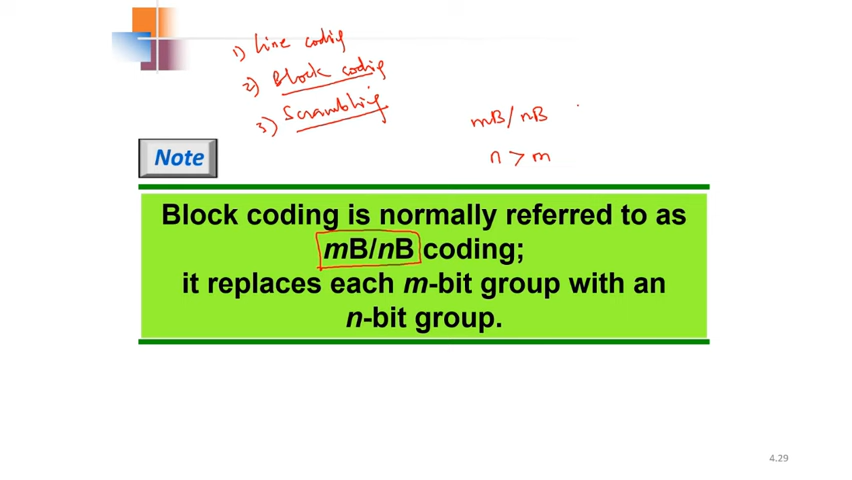 1) Line coding
2) Block coding
3) Scrambling
mB/nB
n > m
Note
Block coding is normally referred to as
mB/nB coding;
it replaces each m-bit group with an
n-bit group.
4.29